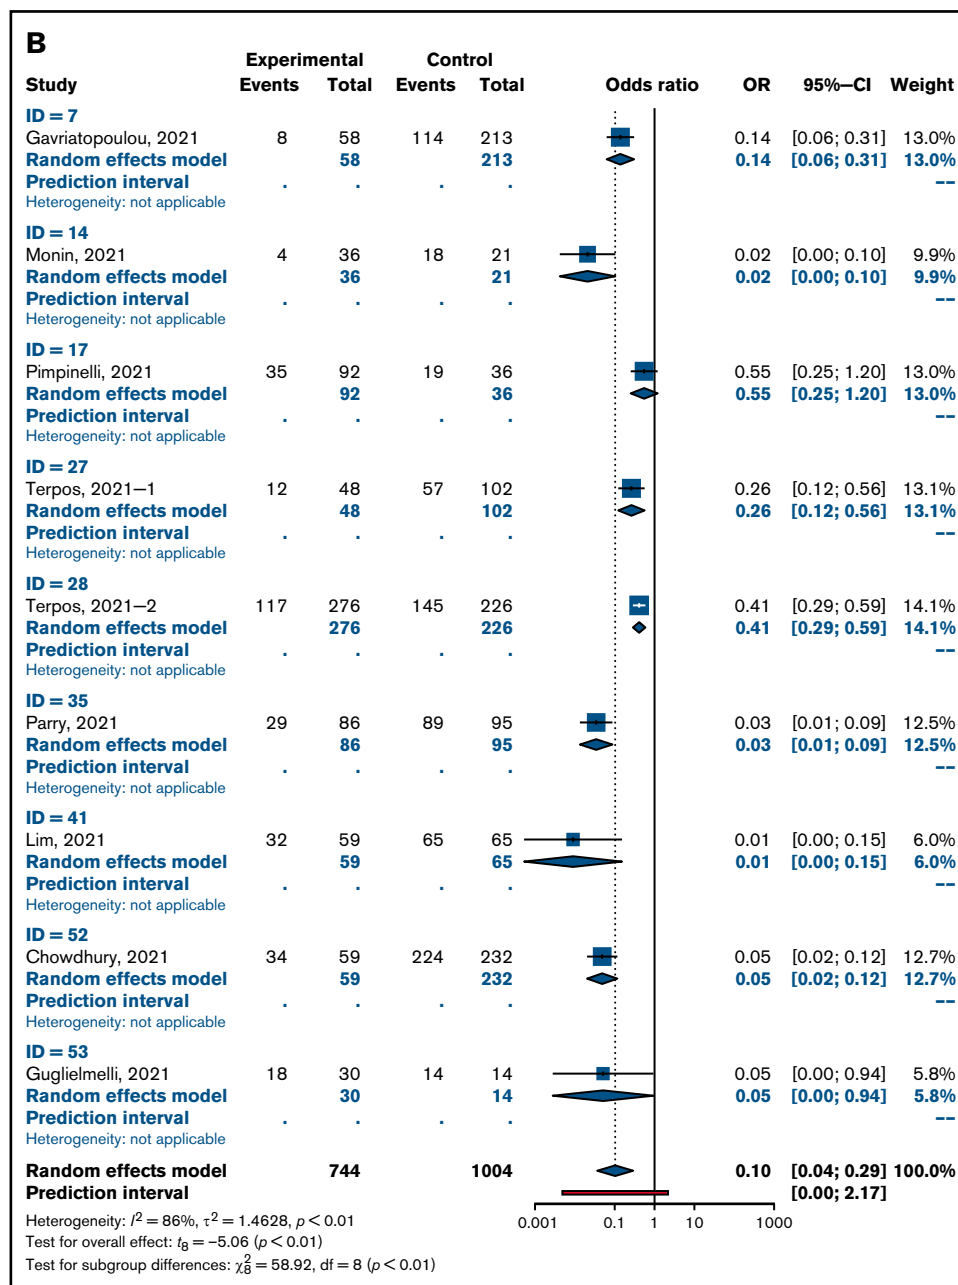 B
Experimental Control
Study Events Total Events Total Odds ratio OR 95%–CI Weight
ID = 7
Gavriatopoulou, 2021 8 58 114 213 0.14 [0.06; 0.31] 13.0%
Random effects model 58 213 0.14 [0.06; 0.31] 13.0%
Prediction interval . . . . --
Heterogeneity: not applicable
ID = 14
Monin, 2021 4 36 18 21 0.02 [0.00; 0.10] 9.9%
Random effects model 36 21 0.02 [0.00; 0.10] 9.9%
Prediction interval . . . . --
Heterogeneity: not applicable
ID = 17
Pimpinelli, 2021 35 92 19 36 0.55 [0.25; 1.20] 13.0%
Random effects model 92 36 0.55 [0.25; 1.20] 13.0%
Prediction interval . . . . --
Heterogeneity: not applicable
ID = 27
Terpos, 2021–1 12 48 57 102 0.26 [0.12; 0.56] 13.1%
Random effects model 48 102 0.26 [0.12; 0.56] 13.1%
Prediction interval . . . . --
Heterogeneity: not applicable
ID = 28
Terpos, 2021–2 117 276 145 226 0.41 [0.29; 0.59] 14.1%
Random effects model 276 226 0.41 [0.29; 0.59] 14.1%
Prediction interval . . . . --
Heterogeneity: not applicable
ID = 35
Parry, 2021 29 86 89 95 0.03 [0.01; 0.09] 12.5%
Random effects model 86 95 0.03 [0.01; 0.09] 12.5%
Prediction interval . . . . --
Heterogeneity: not applicable
ID = 41
Lim, 2021 32 59 65 65 0.01 [0.00; 0.15] 6.0%
Random effects model 59 65 0.01 [0.00; 0.15] 6.0%
Prediction interval . . . . --
Heterogeneity: not applicable
ID = 52
Chowdhury, 2021 34 59 224 232 0.05 [0.02; 0.12] 12.7%
Random effects model 59 232 0.05 [0.02; 0.12] 12.7%
Prediction interval . . . . --
Heterogeneity: not applicable
ID = 53
Guglielmelli, 2021 18 30 14 14 0.05 [0.00; 0.94] 5.8%
Random effects model 30 14 0.05 [0.00; 0.94] 5.8%
Prediction interval . . . . --
Heterogeneity: not applicable
Random effects model 744 1004 0.10 [0.04; 0.29] 100.0%
Prediction interval [0.00; 2.17]
0.001 0.1 1 10 1000
Heterogeneity: I² = 86%, τ² = 1.4628, p < 0.01
Test for overall effect: t₈ = –5.06 (p < 0.01)
Test for subgroup differences: χ²₈ = 58.92, df = 8 (p < 0.01)